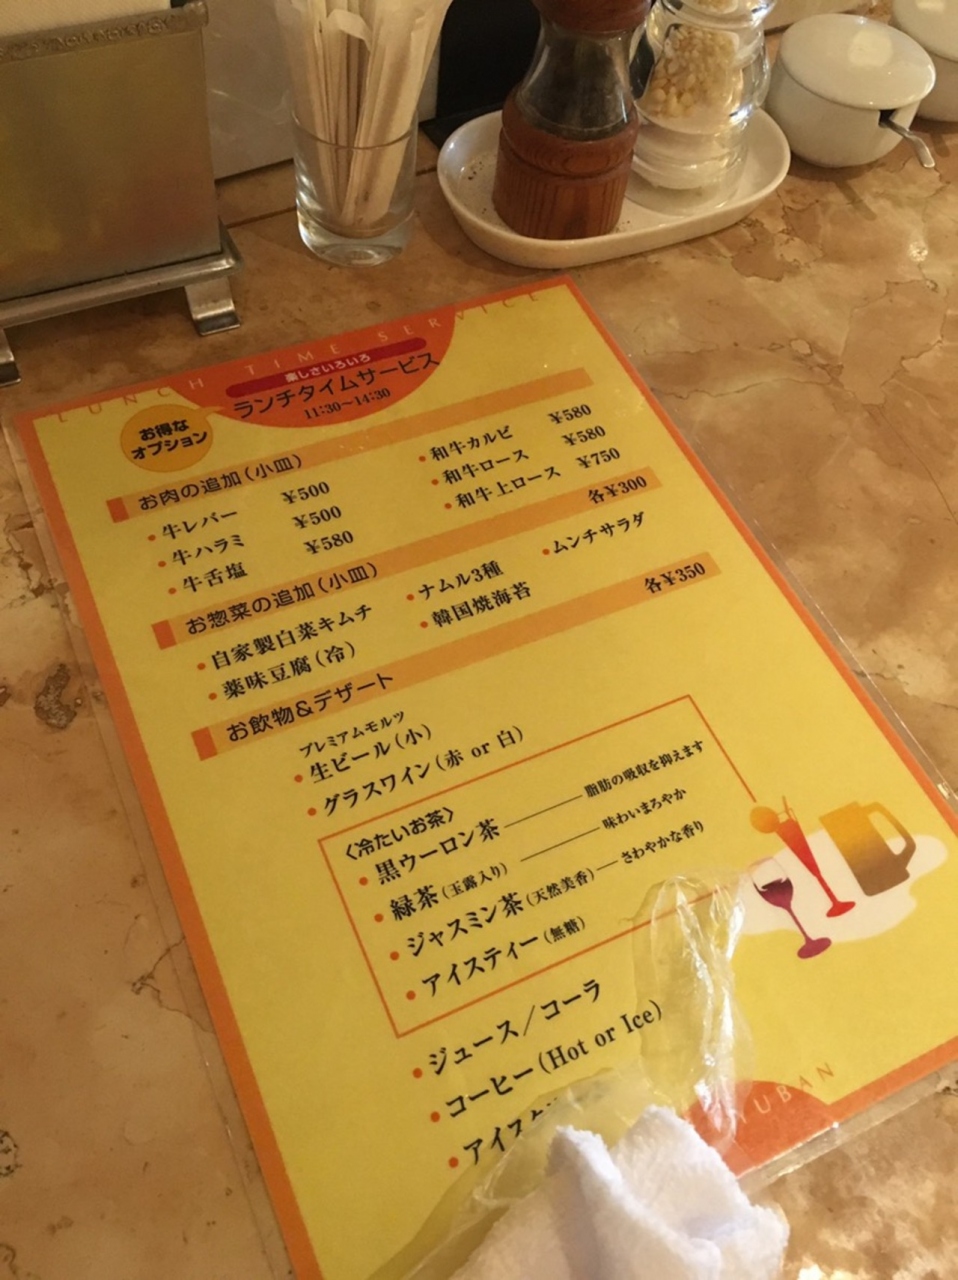 LUNCH TIME SERVICE
楽しさいろいろ
ランチタイムサービス
11:30～14:30
お得な
オプション
お肉の追加（小皿）
・牛レバー ¥500
・牛ハラミ ¥500
・牛舌塩 ¥580
・和牛カルビ ¥580
・和牛ロース ¥580
・和牛上ロース ¥750
お惣菜の追加（小皿） 各¥300
・自家製白菜キムチ ・ナムル3種 ・ムンチサラダ
・薬味豆腐（冷） ・韓国焼海苔
お飲物&デザート 各¥350
プレミアムモルツ
・生ビール（小）
・グラスワイン（赤 or 白）
〈冷たいお茶〉
・黒ウーロン茶 ―― 脂肪の吸収を抑えます
・緑茶（玉露入り） ―― 味わいまろやか
・ジャスミン茶（天然美香） ―― さわやかな香り
・アイスティー（無糖）
・ジュース／コーラ
・コーヒー（Hot or Ice）
・アイス
UBAN